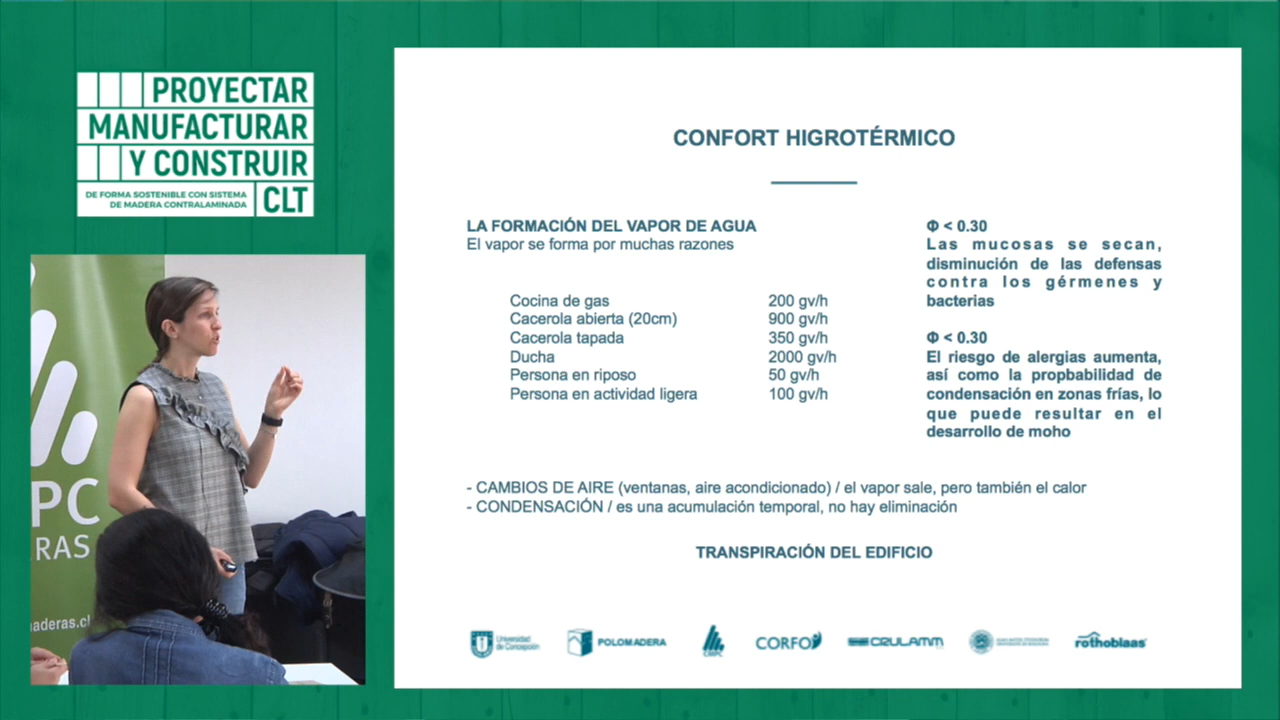 PROYECTAR
MANUFACTURAR
Y CONSTRUIR
DE FORMA SOSTENIBLE CON SISTEMA
DE MADERA CONTRALAMINADA
CLT
PC
RAS
maderas.cl
CONFORT HIGROTÉRMICO
LA FORMACIÓN DEL VAPOR DE AGUA
El vapor se forma por muchas razones
Cocina de gas 200 gv/h
Cacerola abierta (20cm) 900 gv/h
Cacerola tapada 350 gv/h
Ducha 2000 gv/h
Persona en riposo 50 gv/h
Persona en actividad ligera 100 gv/h
Φ < 0.30
Las mucosas se secan,
disminución de las defensas
contra los gérmenes y
bacterias
Φ < 0.30
El riesgo de alergias aumenta,
así como la propbabilidad de
condensación en zonas frías, lo
que puede resultar en el
desarrollo de moho
- CAMBIOS DE AIRE (ventanas, aire acondicionado) / el vapor sale, pero también el calor
- CONDENSACIÓN / es una acumulación temporal, no hay eliminación
TRANSPIRACIÓN DEL EDIFICIO
Universidad
de Concepción
POLOMADERA
CMPC
CORFO
CRULAMM
rothoblaas